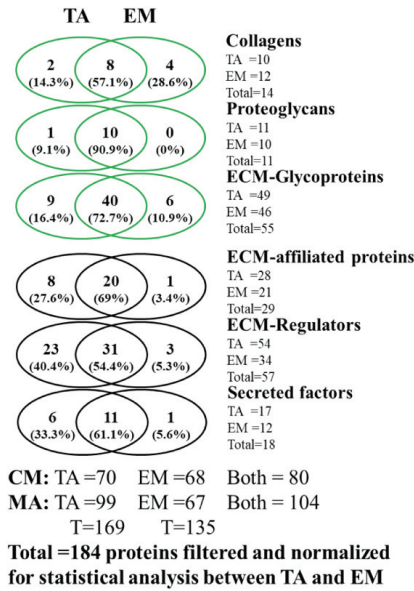 TA EM
Collagens
2 8 4
(14.3%) (57.1%) (28.6%)
TA =10
EM =12
Total=14
Proteoglycans
1 10 0
(9.1%) (90.9%) (0%)
TA =11
EM =10
Total=11
ECM-Glycoproteins
9 40 6
(16.4%) (72.7%) (10.9%)
TA =49
EM =46
Total=55
ECM-affiliated proteins
8 20 1
(27.6%) (69%) (3.4%)
TA =28
EM =21
Total=29
ECM-Regulators
23 31 3
(40.4%) (54.4%) (5.3%)
TA =54
EM =34
Total=57
Secreted factors
6 11 1
(33.3%) (61.1%) (5.6%)
TA =17
EM =12
Total=18
CM: TA =70 EM =68 Both = 80
MA: TA =99 EM =67 Both = 104
T=169 T=135
Total =184 proteins filtered and normalized
for statistical analysis between TA and EM